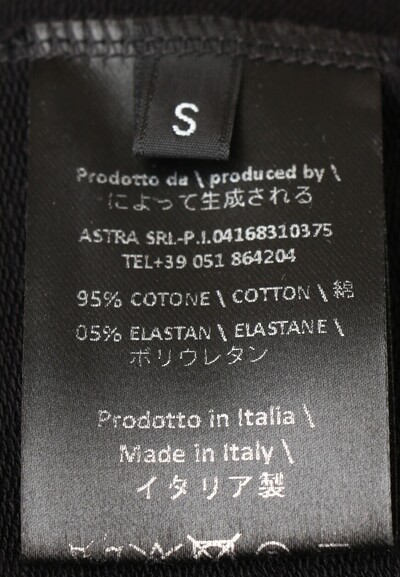 S
Prodotto da \ produced by \
によって生成される
ASTRA SRL-P.I.04168310375
TEL+39 051 864204
95% COTONE \ COTTON \ 綿
05% ELASTAN \ ELASTANE \
ポリウレタン
Prodotto in Italia \
Made in Italy \
イタリア製